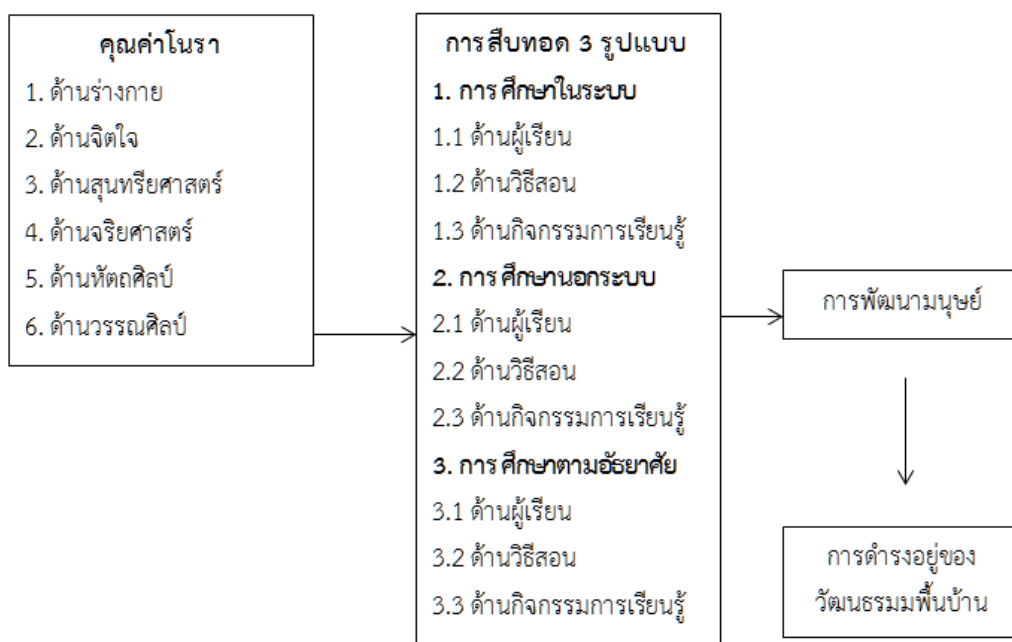 คุณค่าโนรา
1. ด้านร่างกาย
2. ด้านจิตใจ
3. ด้านสุนทรียศาสตร์
4. ด้านจริยศาสตร์
5. ด้านหัตถศิลป์
6. ด้านวรรณศิลป์
การสืบทอด 3 รูปแบบ
1. การศึกษาในระบบ
1.1 ด้านผู้เรียน
1.2 ด้านวิธีสอน
1.3 ด้านกิจกรรมการเรียนรู้
2. การศึกษานอกระบบ
2.1 ด้านผู้เรียน
2.2 ด้านวิธีสอน
2.3 ด้านกิจกรรมการเรียนรู้
3. การศึกษาตามอัธยาศัย
3.1 ด้านผู้เรียน
3.2 ด้านวิธีสอน
3.3 ด้านกิจกรรมการเรียนรู้
การพัฒนามนุษย์
การดำรงอยู่ของ
วัฒนธรมมพื้นบ้าน